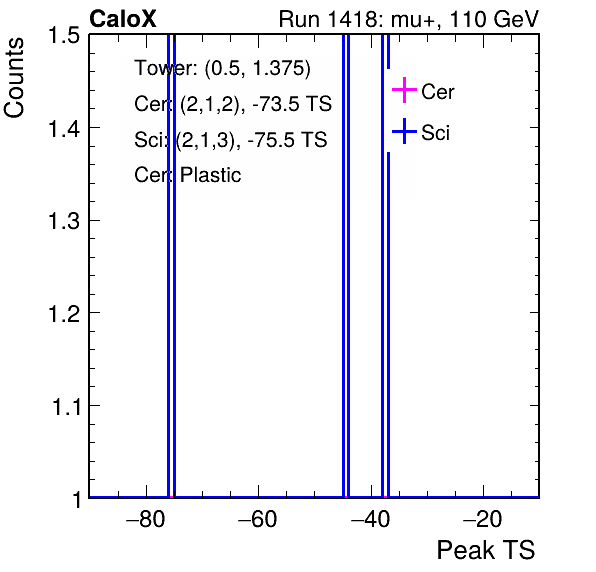 CaloX Run 1418: mu+, 110 GeV
Counts
1.5
1.4
1.3
1.2
1.1
1
Tower: (0.5, 1.375)
Cer: (2,1,2), -73.5 TS
Sci: (2,1,3), -75.5 TS
Cer: Plastic
Cer
Sci
−80 −60 −40 −20
Peak TS